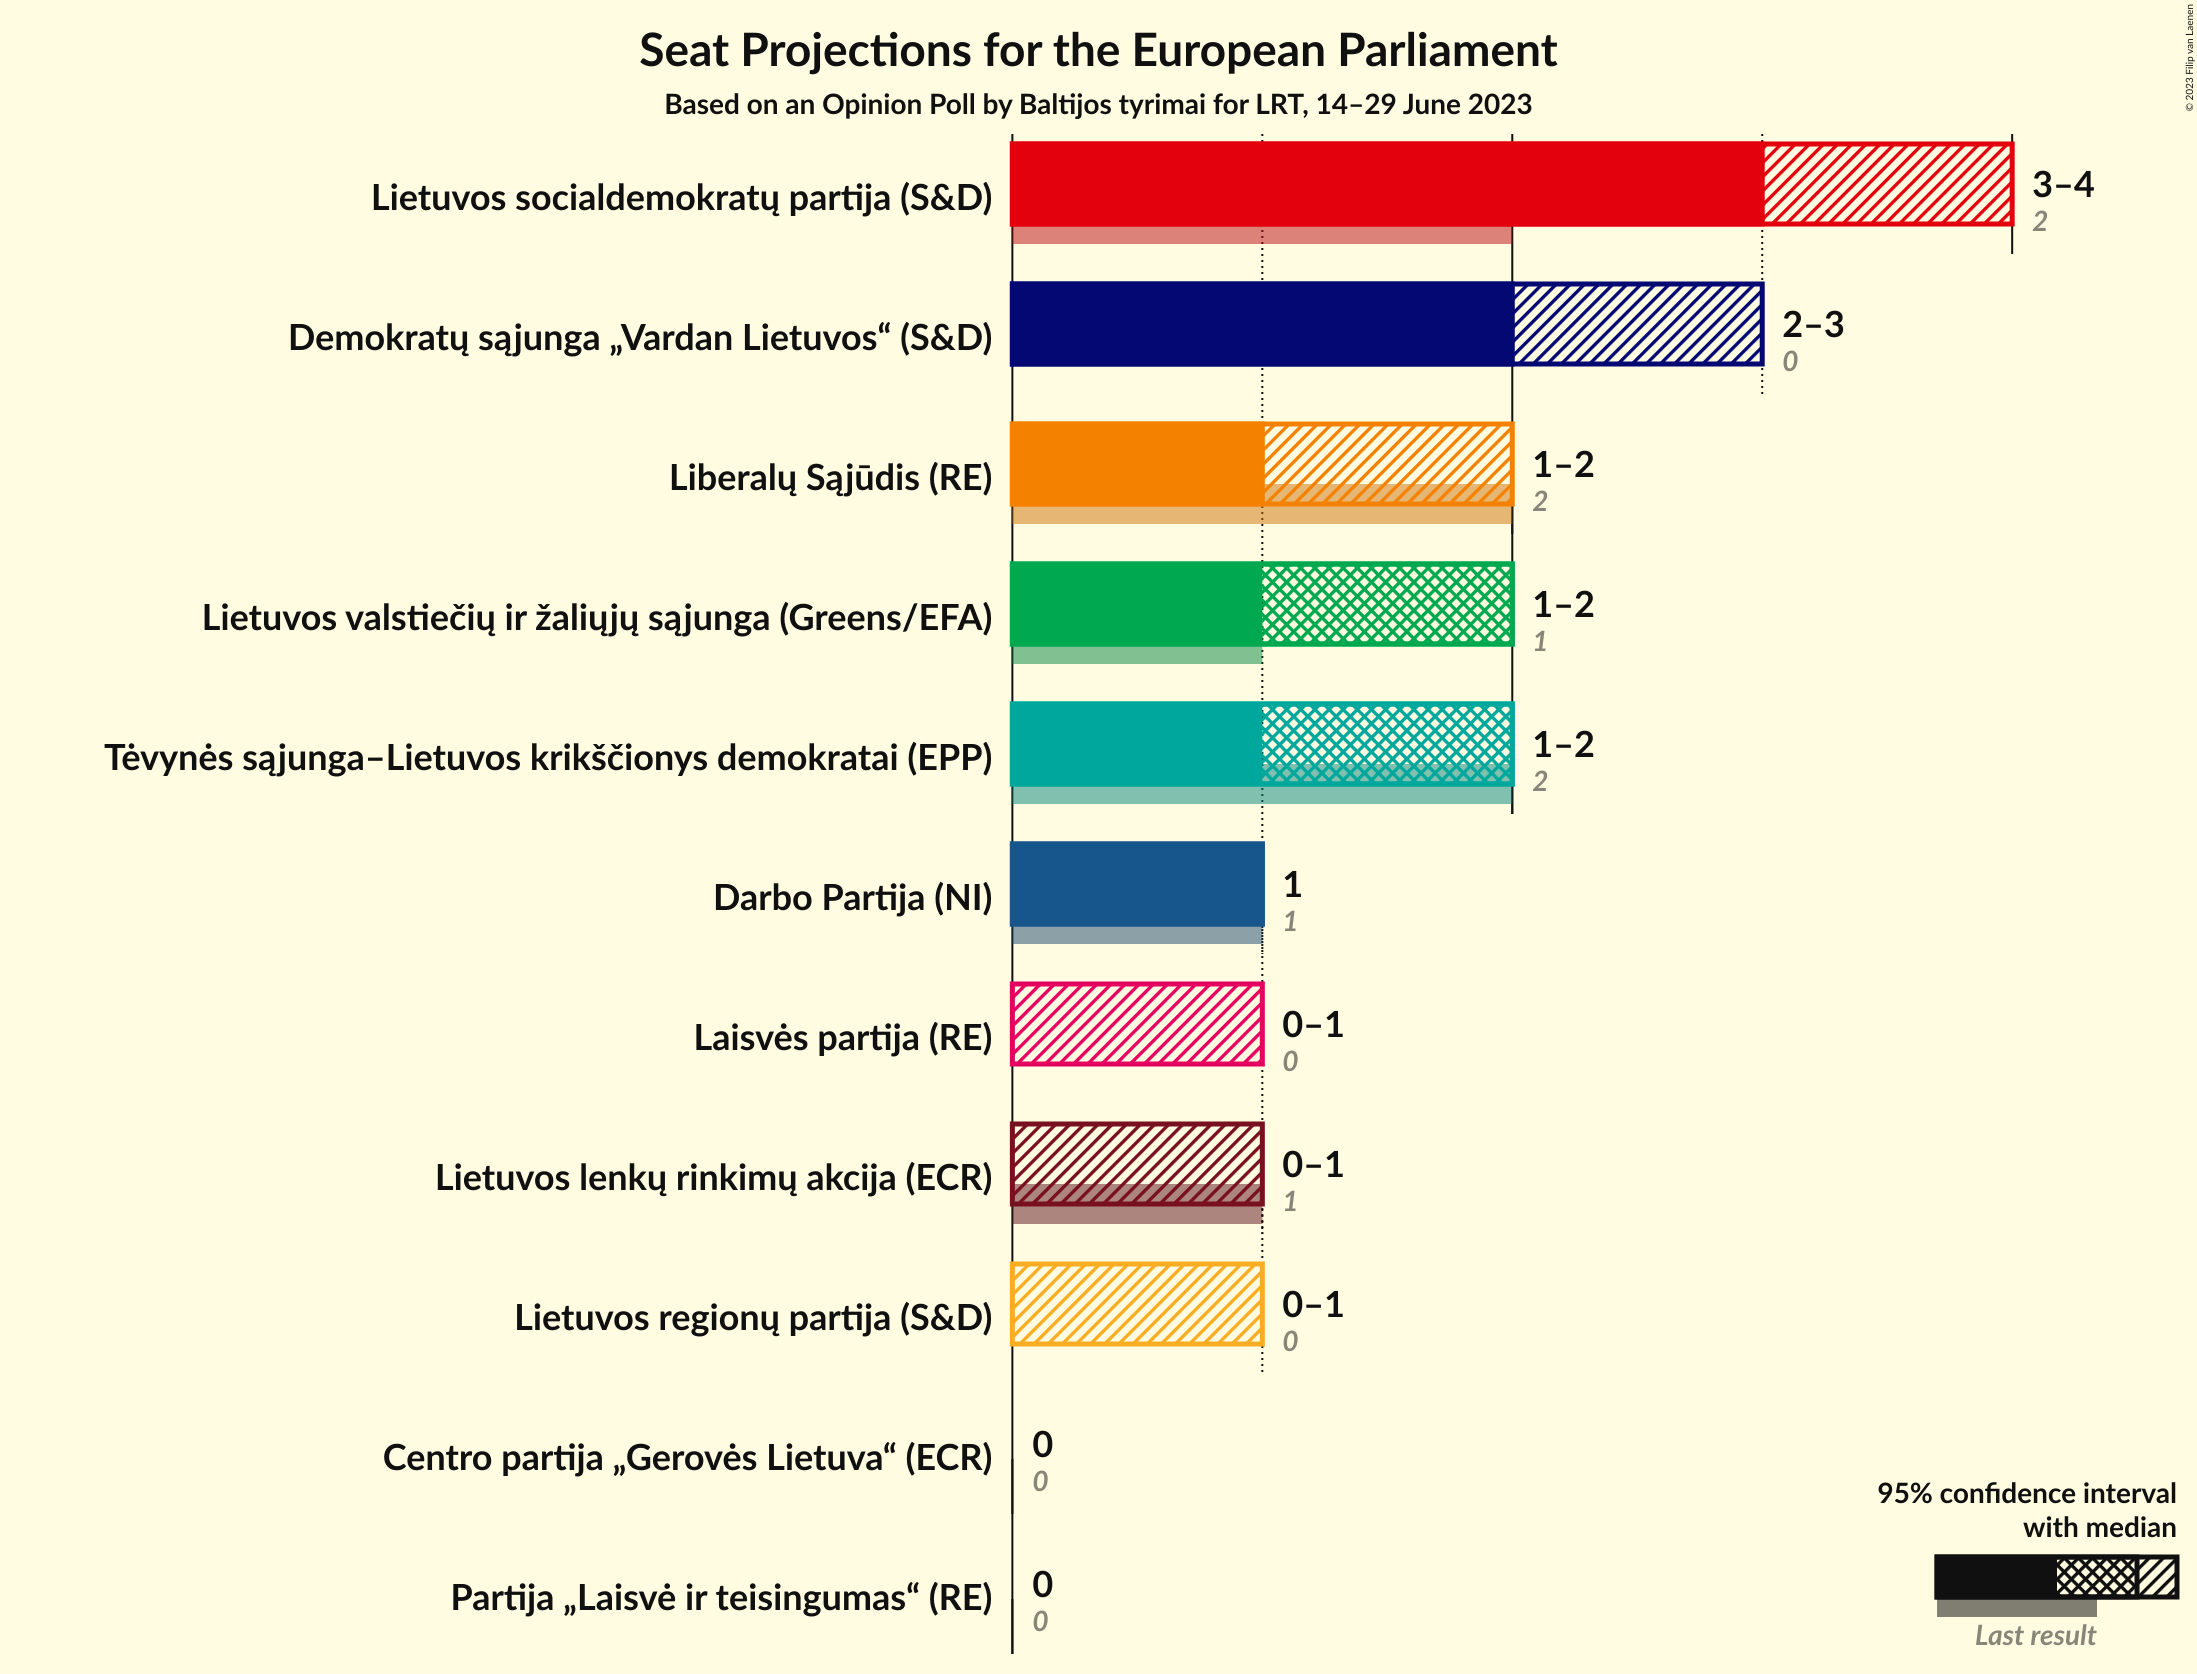 Seat Projections for the European Parliament
Based on an Opinion Poll by Baltijos tyrimai for LRT, 14–29 June 2023
© 2023 Filip van Laenen
Lietuvos socialdemokratų partija (S&D)
3–4
2
Demokratų sąjunga „Vardan Lietuvos“ (S&D)
2–3
0
Liberalų Sąjūdis (RE)
1–2
2
Lietuvos valstiečių ir žaliųjų sąjunga (Greens/EFA)
1–2
1
Tėvynės sąjunga–Lietuvos krikščionys demokratai (EPP)
1–2
2
Darbo Partija (NI)
1
1
Laisvės partija (RE)
0–1
0
Lietuvos lenkų rinkimų akcija (ECR)
0–1
1
Lietuvos regionų partija (S&D)
0–1
0
Centro partija „Gerovės Lietuva“ (ECR)
0
0
Partija „Laisvė ir teisingumas“ (RE)
0
0
95% confidence interval
with median
Last result